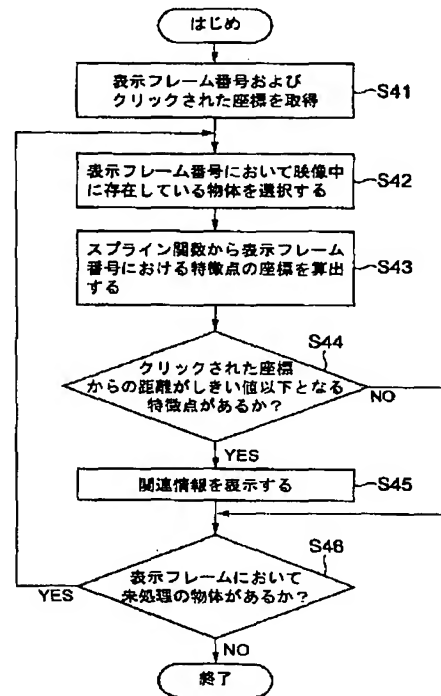 はじめ
表示フレーム番号および
クリックされた座標を取得
S41
表示フレーム番号において映像中
に存在している物体を選択する
S42
スプライン関数から表示フレーム
番号における特徴点の座標を算出
する
S43
S44
クリックされた座標
からの距離がしきい値以下となる
特徴点があるか？
NO
YES
関連情報を表示する
S45
S46
表示フレームにおいて
未処理の物体があるか？
YES
NO
終了